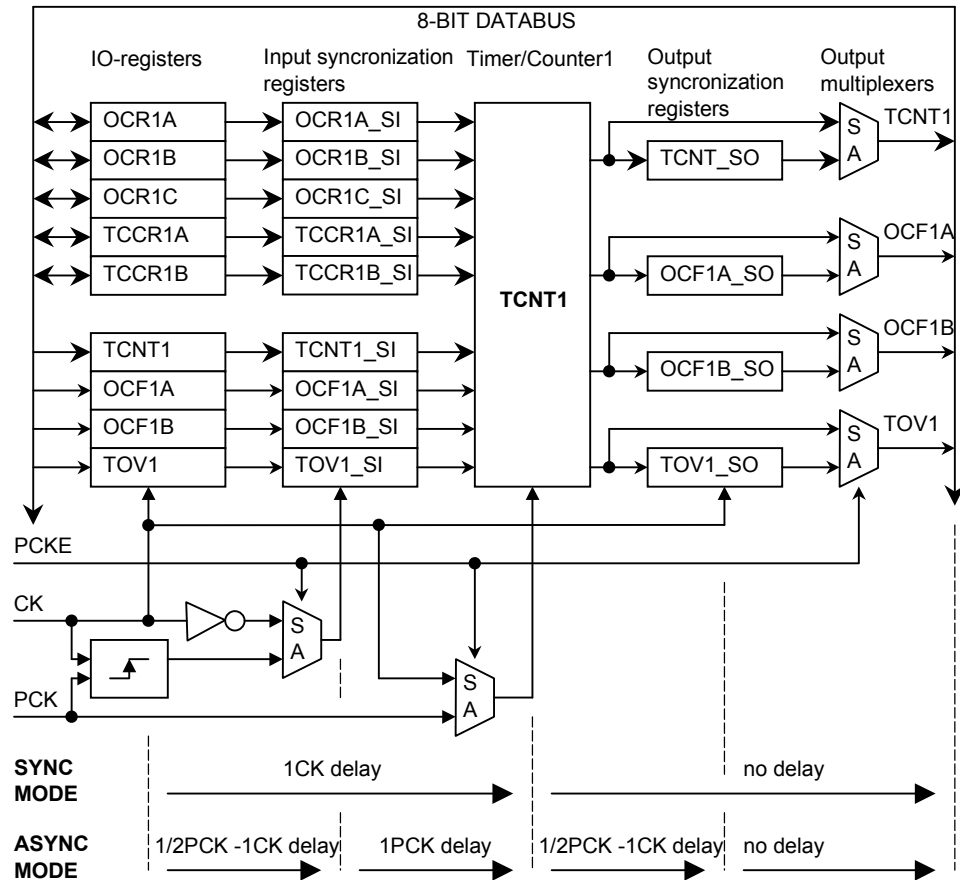 8-BIT DATABUS
IO-registers
Input syncronization
registers
Timer/Counter1
Output
syncronization
registers
Output
multiplexers
OCR1A
OCR1B
OCR1C
TCCR1A
TCCR1B
TCNT1
OCF1A
OCF1B
TOV1
OCR1A_SI
OCR1B_SI
OCR1C_SI
TCCR1A_SI
TCCR1B_SI
TCNT1_SI
OCF1A_SI
OCF1B_SI
TOV1_SI
TCNT1
TCNT_SO
OCF1A_SO
OCF1B_SO
TOV1_SO
S
A
TCNT1
S
A
OCF1A
S
A
OCF1B
S
A
TOV1
PCKE
CK
S
A
PCK
S
A
SYNC
MODE
1CK delay
no delay
ASYNC
MODE
1/2PCK -1CK delay
1PCK delay
1/2PCK -1CK delay
no delay